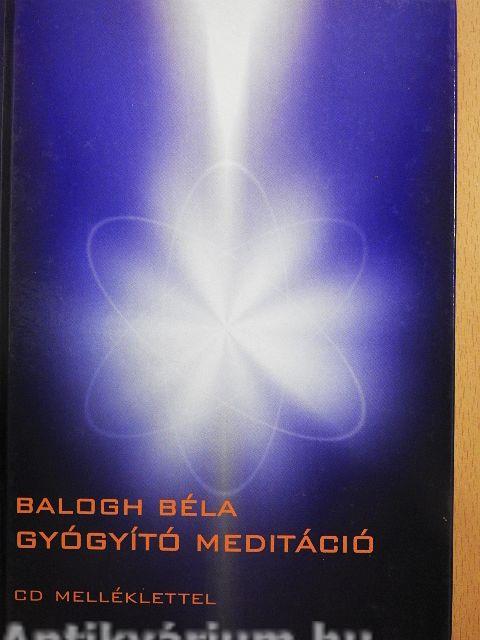 BALOGH BÉLA
GYÓGYÍTÓ MEDITÁCIÓ
CD MELLÉKLETTEL
Antikvárium.hu